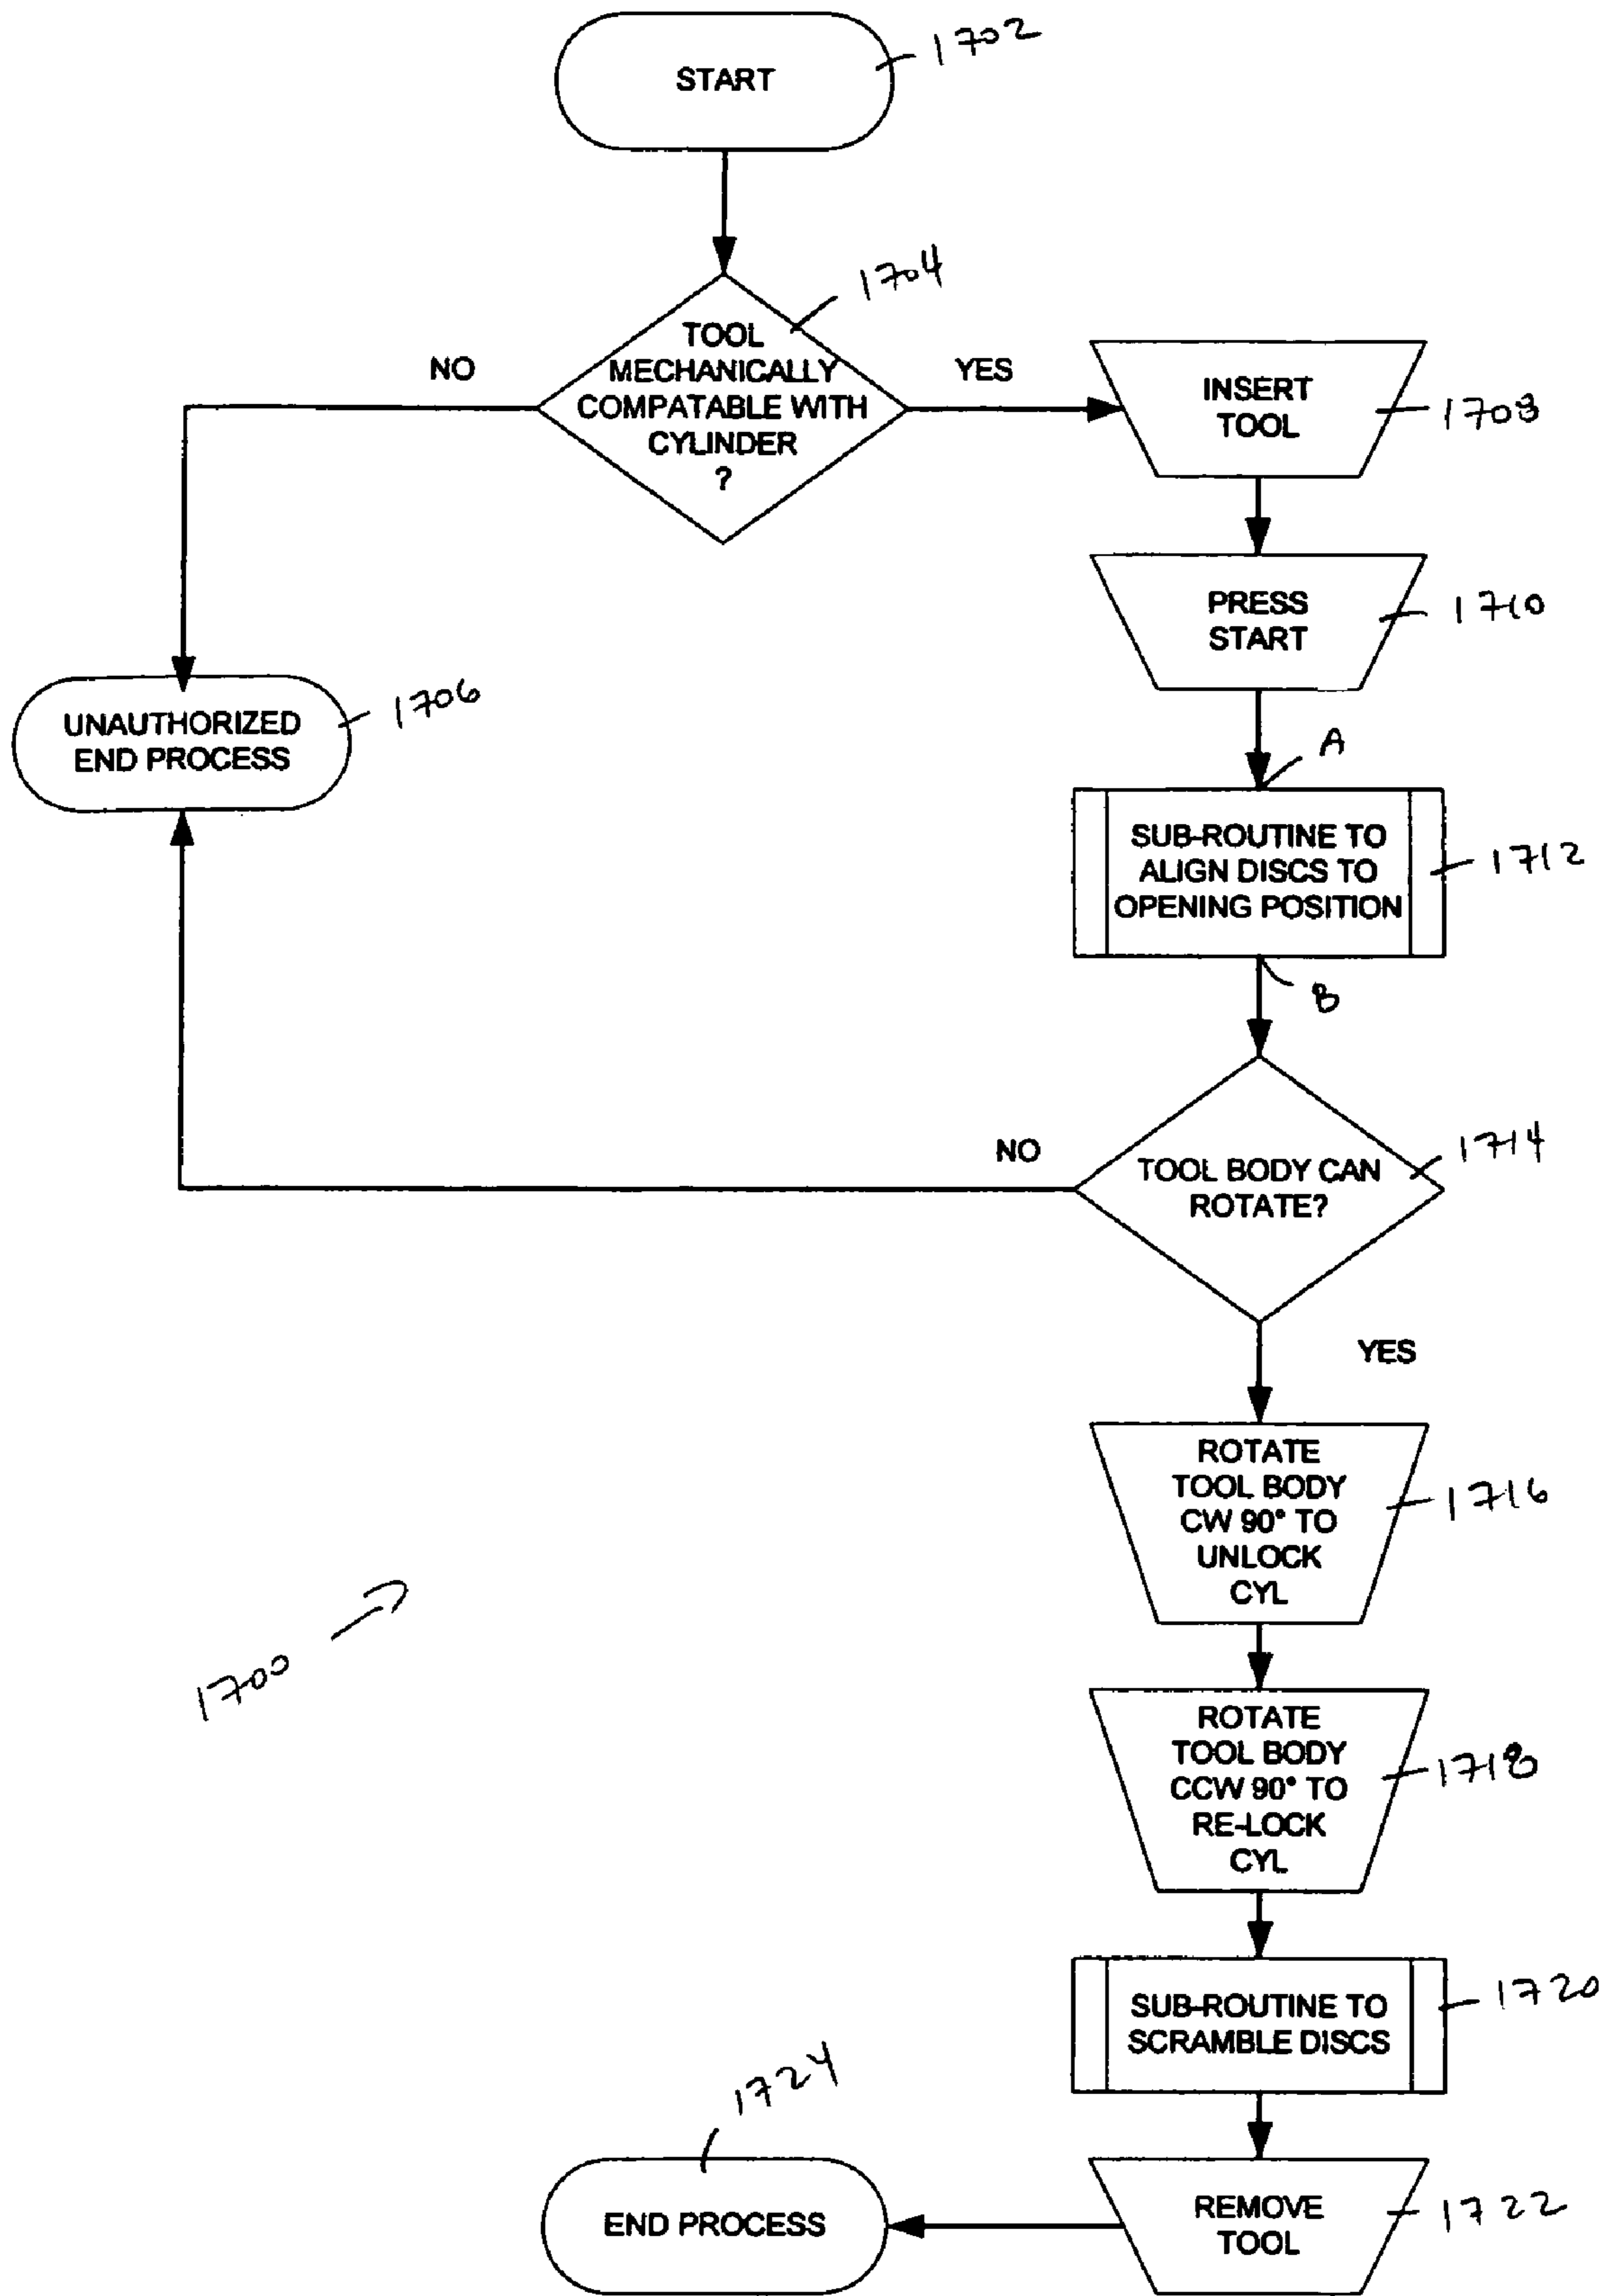 START
1702
TOOL
MECHANICALLY
COMPATABLE WITH
CYLINDER
?
1704
NO
YES
INSERT
TOOL
1708
PRESS
START
1710
UNAUTHORIZED
END PROCESS
1706
A
SUB-ROUTINE TO
ALIGN DISCS TO
OPENING POSITION
1712
B
TOOL BODY CAN
ROTATE?
1714
NO
YES
ROTATE
TOOL BODY
CW 90° TO
UNLOCK
CYL
1716
1700
ROTATE
TOOL BODY
CCW 90° TO
RE-LOCK
CYL
1718
SUB-ROUTINE TO
SCRAMBLE DISCS
1720
1724
END PROCESS
REMOVE
TOOL
1722